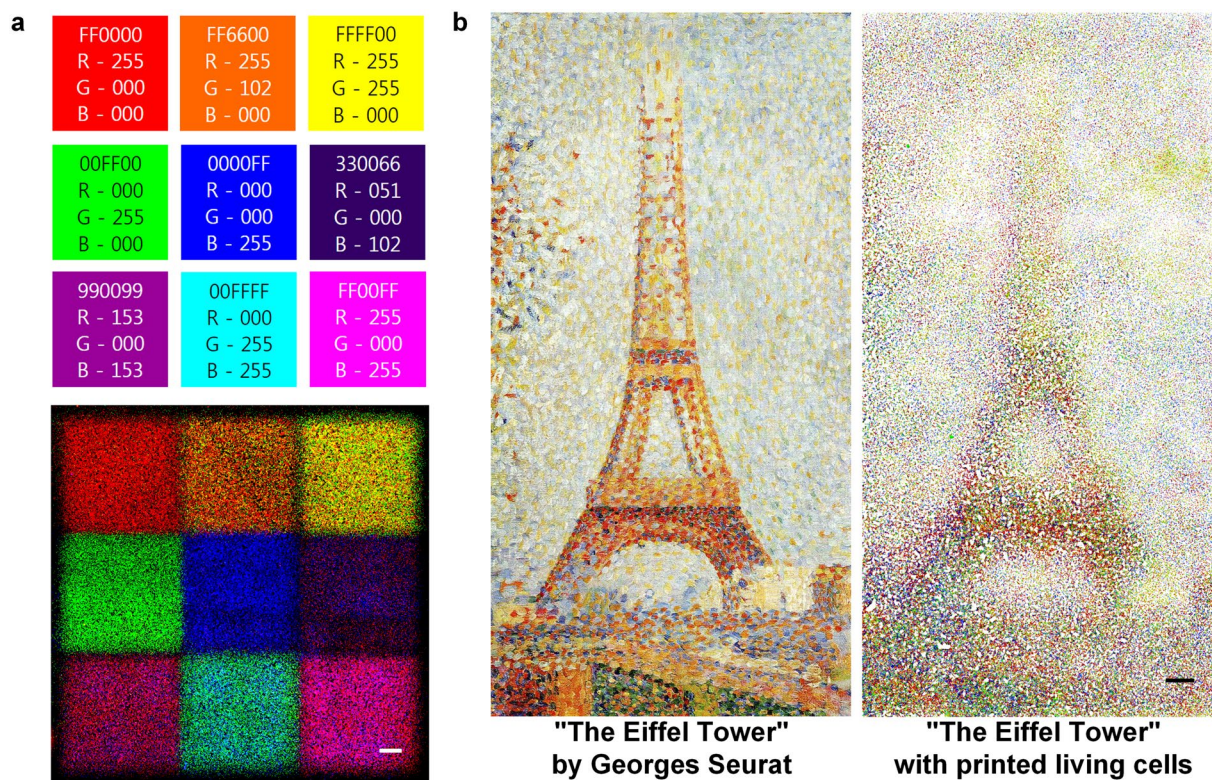 a
FF0000
R - 255
G - 000
B - 000
FF6600
R - 255
G - 102
B - 000
FFFF00
R - 255
G - 255
B - 000
00FF00
R - 000
G - 255
B - 000
0000FF
R - 000
G - 000
B - 255
330066
R - 051
G - 000
B - 102
990099
R - 153
G - 000
B - 153
00FFFF
R - 000
G - 255
B - 255
FF00FF
R - 255
G - 000
B - 255
b
"The Eiffel Tower"
by Georges Seurat
"The Eiffel Tower"
with printed living cells